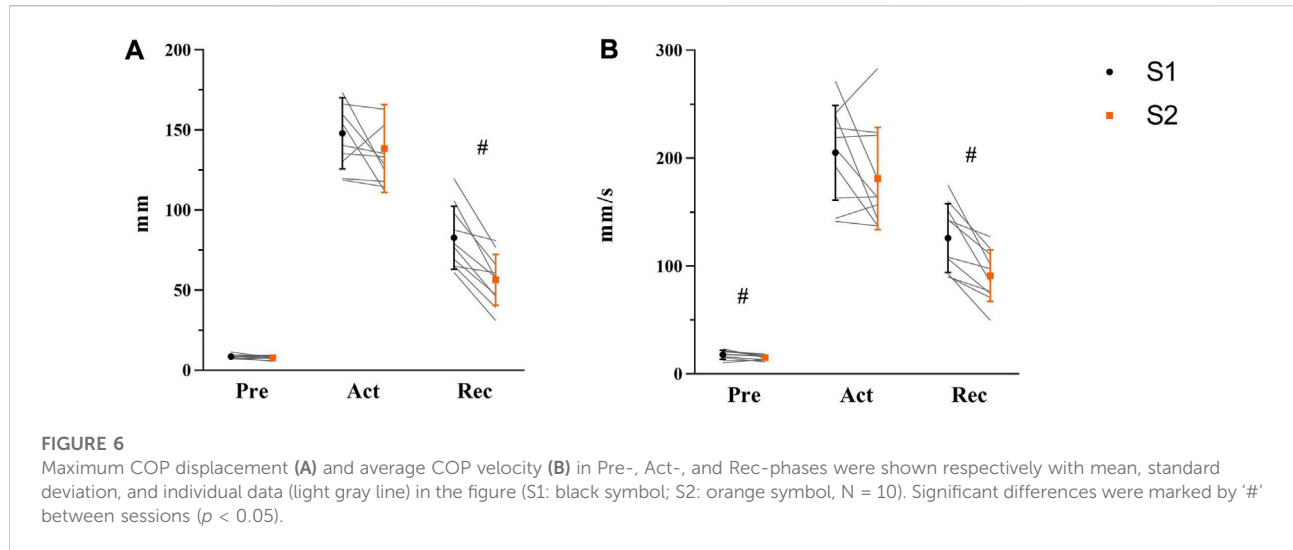 A
200
150
100
50
0
mm
#
Pre Act Rec
B
300
200
100
0
mm/s
#
#
Pre Act Rec
S1
S2
FIGURE 6
Maximum COP displacement (A) and average COP velocity (B) in Pre-, Act-, and Rec-phases were shown respectively with mean, standard
deviation, and individual data (light gray line) in the figure (S1: black symbol; S2: orange symbol, N = 10). Significant differences were marked by ‘#’
between sessions (p < 0.05).